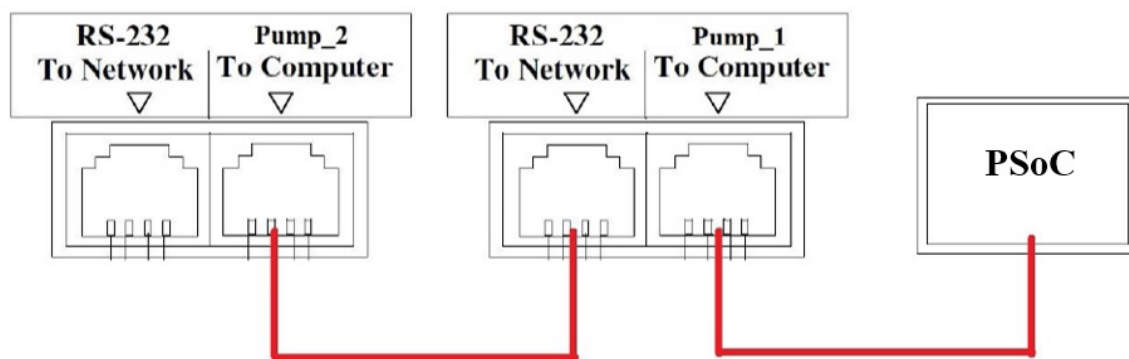 RS-232
To Network
Pump_2
To Computer
RS-232
To Network
Pump_1
To Computer
PSoC